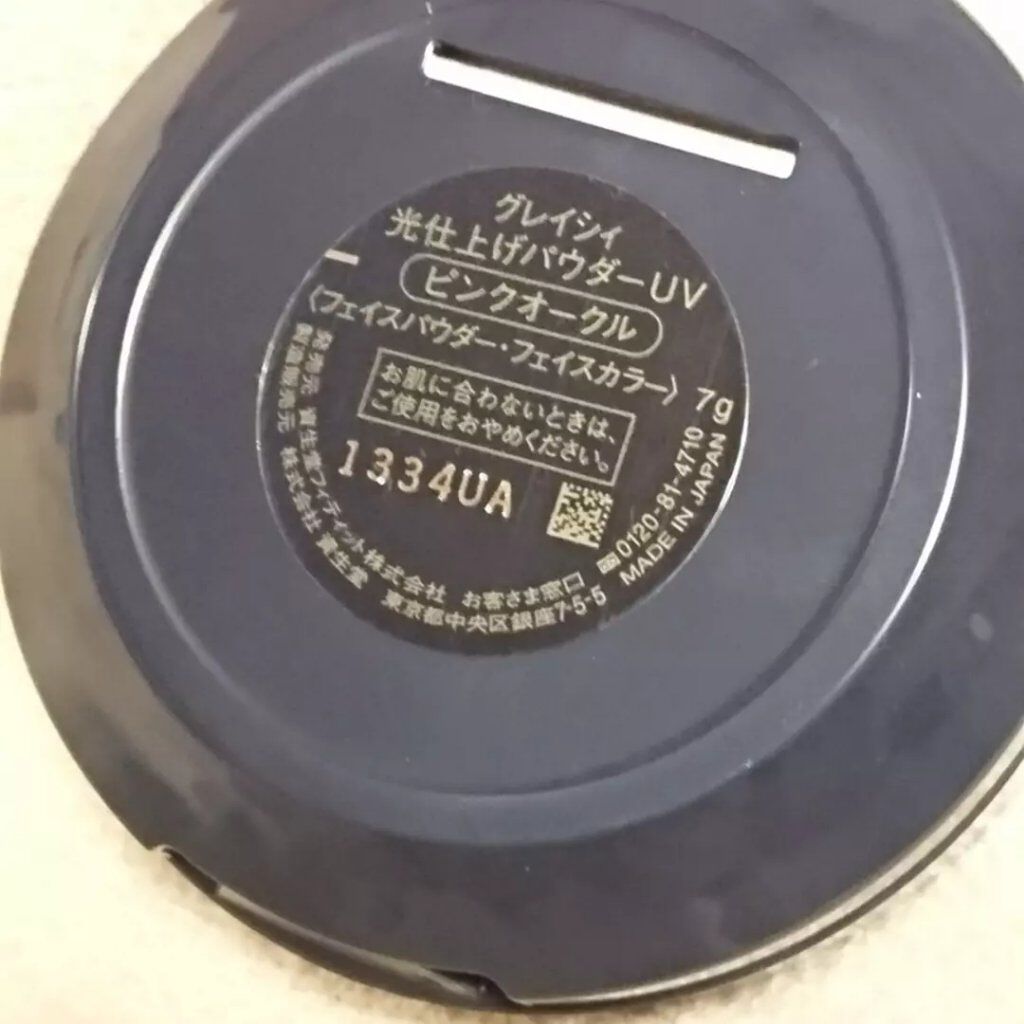 グレイシィ
光仕上げパウダーUV
ピンクオークル
〈フェイスパウダー・フェイスカラー〉 7g
お肌に合わないときは、
ご使用をおやめください。
1334UA
発売元 資生堂フィティット株式会社 お客さま窓口 0120-81-4710
製造販売元 株式会社 資生堂 東京都中央区銀座7-5-5 MADE IN JAPAN